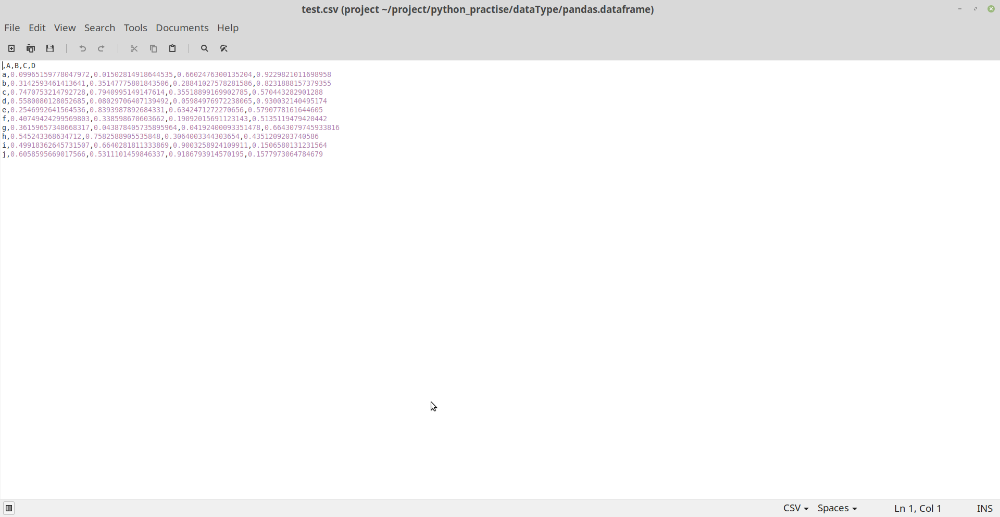 test.csv (project ~/project/python_practise/dataType/pandas.dataframe)
File Edit View Search Tools Documents Help
,A,B,C,D
a,0.09965159778047972,0.01502814918644535,0.6602476300135204,0.9229821011698958
b,0.3142593461413641,0.35147775801843506,0.28841027578281586,0.8231888157379355
c,0.7470753214792728,0.7940995149147614,0.35518899169902785,0.570443282901288
d,0.5580080128052685,0.08029706407139492,0.05984976972238065,0.930032140495174
e,0.2546992641564536,0.8393987892684331,0.6342471272270656,0.5790778161644605
f,0.40749424299569803,0.338598670603662,0.19092015691123143,0.5135119479420442
g,0.36159657348668317,0.043878405735895964,0.04192400093351478,0.6643079745933816
h,0.545243368634712,0.7582588905535848,0.3064003344303654,0.4351209203740586
i,0.49918362645731507,0.6640281811333869,0.9003258924109911,0.1506580131231564
j,0.6058595669017566,0.5311101459846337,0.9186793914570195,0.1577973064784679
CSV Spaces Ln 1, Col 1 INS